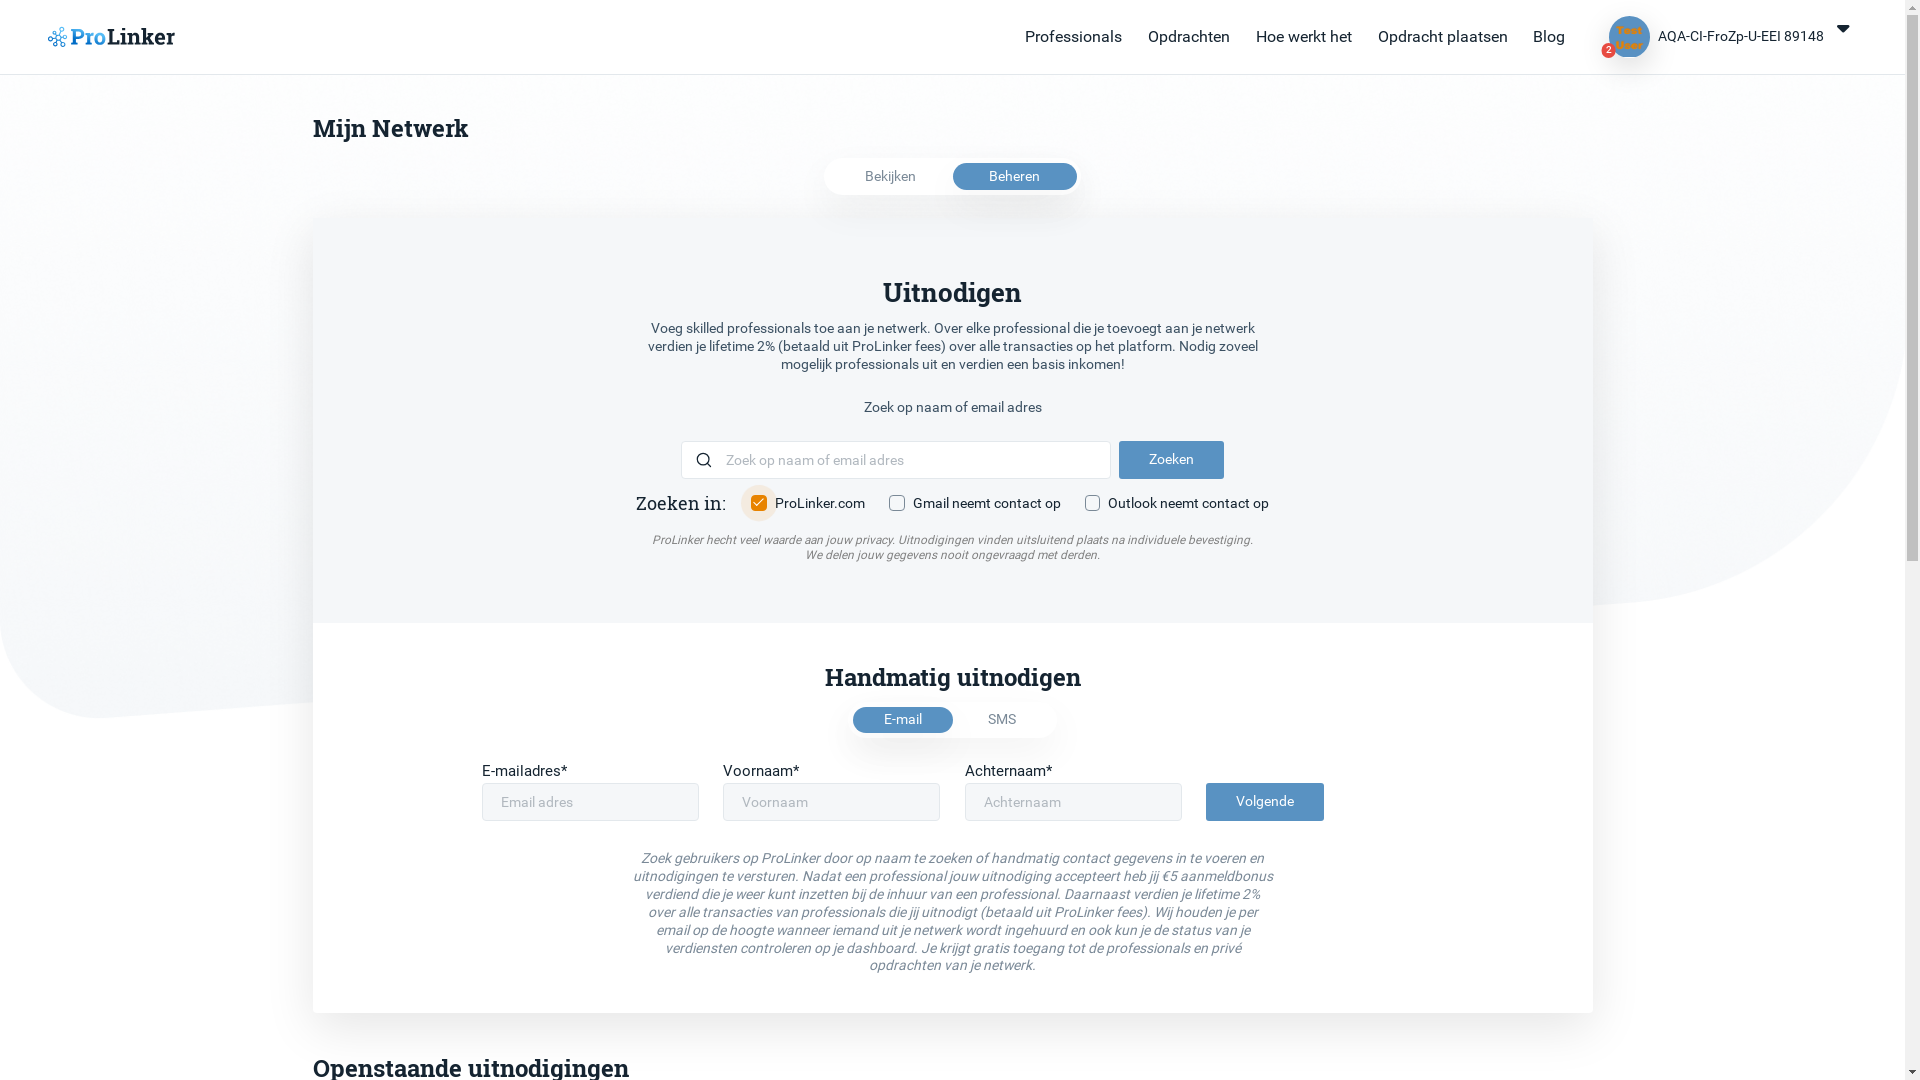 ProLinker
Professionals
Opdrachten
Hoe werkt het
Opdracht plaatsen
Blog
Test
User
2
AQA-CI-FroZp-U-EEI 89148
Mijn Netwerk
Bekijken
Beheren
Uitnodigen
Voeg skilled professionals toe aan je netwerk. Over elke professional die je toevoegt aan je netwerk
verdien je lifetime 2% (betaald uit ProLinker fees) over alle transacties op het platform. Nodig zoveel
mogelijk professionals uit en verdien een basis inkomen!
Zoek op naam of email adres
Zoek op naam of email adres
Zoeken
Zoeken in:
ProLinker.com
Gmail neemt contact op
Outlook neemt contact op
ProLinker hecht veel waarde aan jouw privacy. Uitnodigingen vinden uitsluitend plaats na individuele bevestiging.
We delen jouw gegevens nooit ongevraagd met derden.
Handmatig uitnodigen
E-mail
SMS
E-mailadres*
Voornaam*
Achternaam*
Email adres
Voornaam
Achternaam
Volgende
Zoek gebruikers op ProLinker door op naam te zoeken of handmatig contact gegevens in te voeren en
uitnodigingen te versturen. Nadat een professional jouw uitnodiging accepteert heb jij €5 aanmeldbonus
verdiend die je weer kunt inzetten bij de inhuur van een professional. Daarnaast verdien je lifetime 2%
over alle transacties van professionals die jij uitnodigt (betaald uit ProLinker fees). Wij houden je per
email op de hoogte wanneer iemand uit je netwerk wordt ingehuurd en ook kun je de status van je
verdiensten controleren op je dashboard. Je krijgt gratis toegang tot de professionals en privé
opdrachten van je netwerk.
Openstaande uitnodigingen